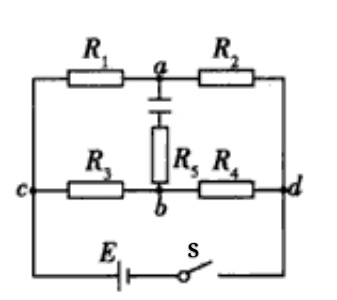 R₁ a R₂
R₅
c R₃ b R₄ d
E S